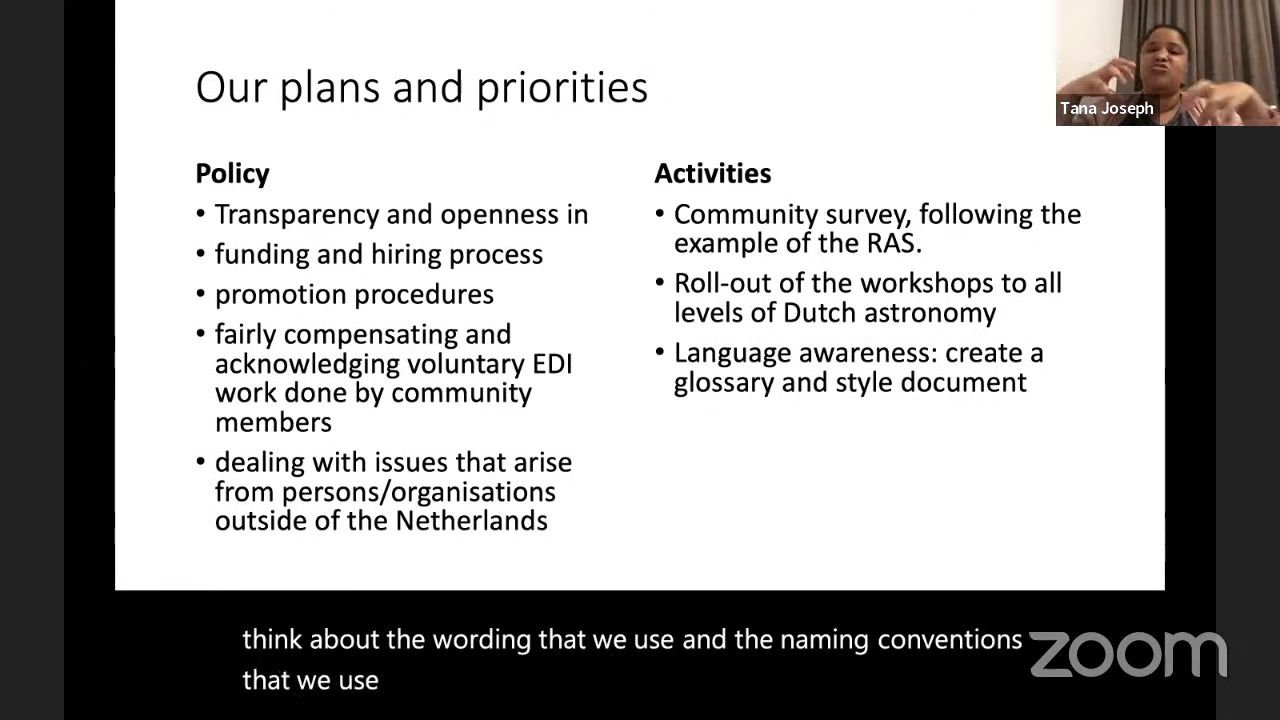 Our plans and priorities
Tana Joseph
Policy
• Transparency and openness in
• funding and hiring process
• promotion procedures
• fairly compensating and
acknowledging voluntary EDI
work done by community
members
• dealing with issues that arise
from persons/organisations
outside of the Netherlands
Activities
• Community survey, following the
example of the RAS.
• Roll-out of the workshops to all
levels of Dutch astronomy
• Language awareness: create a
glossary and style document
think about the wording that we use and the naming conventions
that we use
zoom